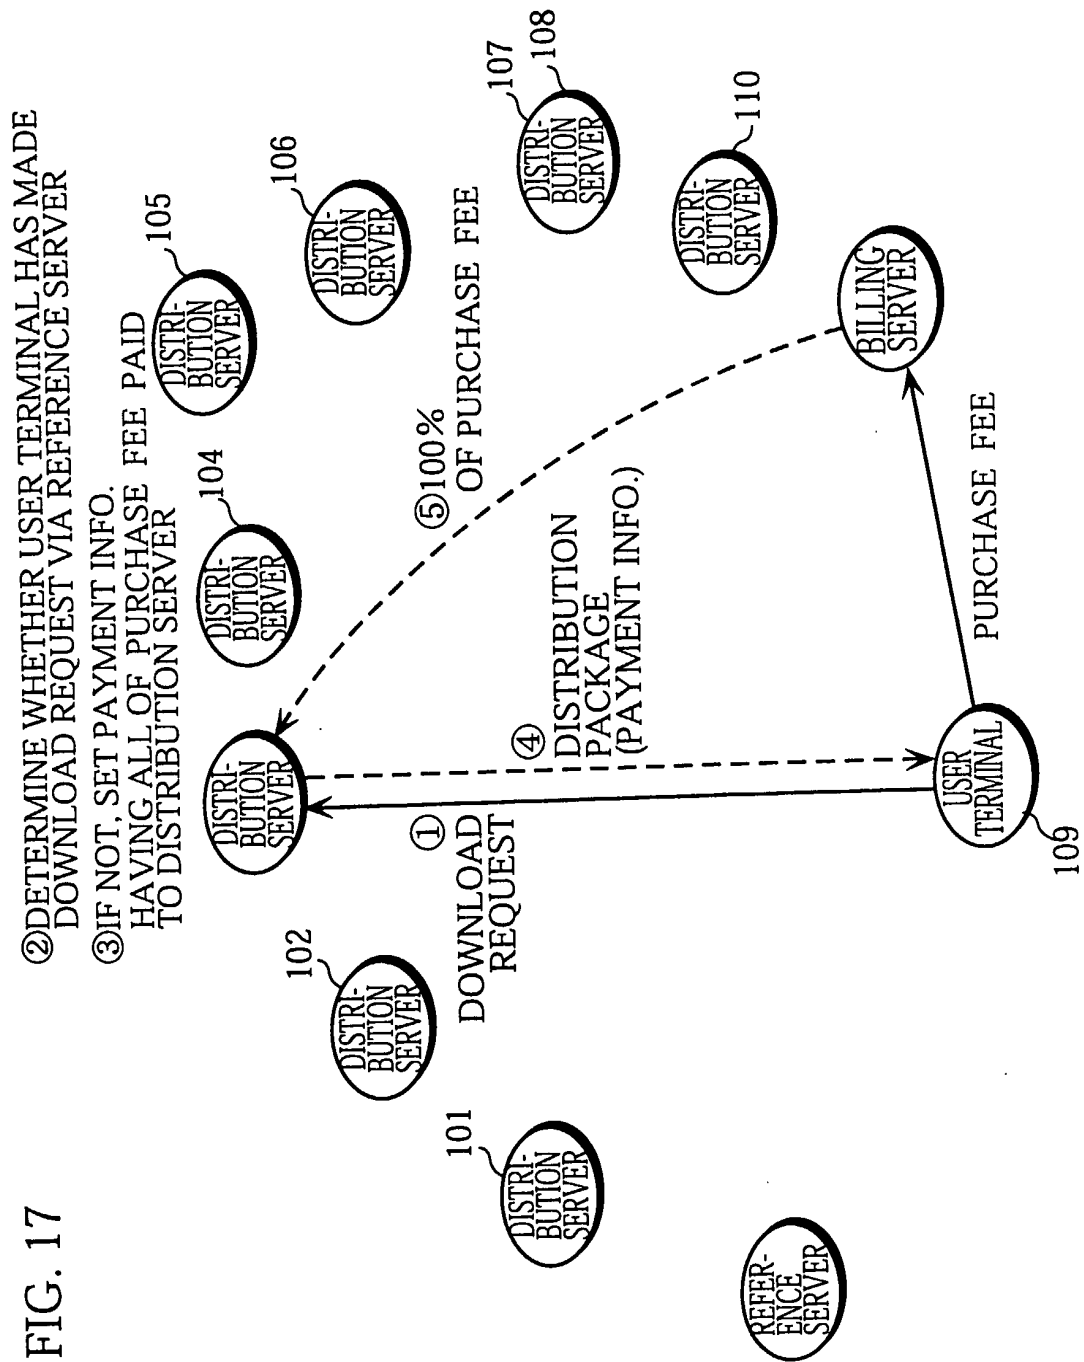 FIG. 17
②DETERMINE WHETHER USER TERMINAL HAS MADE
DOWNLOAD REQUEST VIA REFERENCE SERVER
③IF NOT, SET PAYMENT INFO.
HAVING ALL OF PURCHASE FEE PAID
TO DISTRIBUTION SERVER
REFER-
ENCE
SERVER
101
DISTRI-
BUTION
SERVER
102
DISTRI-
BUTION
SERVER
DISTRI-
BUTION
SERVER
104
DISTRI-
BUTION
SERVER
105
DISTRI-
BUTION
SERVER
106
DISTRI-
BUTION
SERVER
107
108
DISTRI-
BUTION
SERVER
110
DISTRI-
BUTION
SERVER
①
DOWNLOAD
REQUEST
④
DISTRIBUTION
PACKAGE
(PAYMENT INFO.)
⑤100%
OF PURCHASE FEE
BILLING
SERVER
PURCHASE FEE
USER
TERMINAL
109